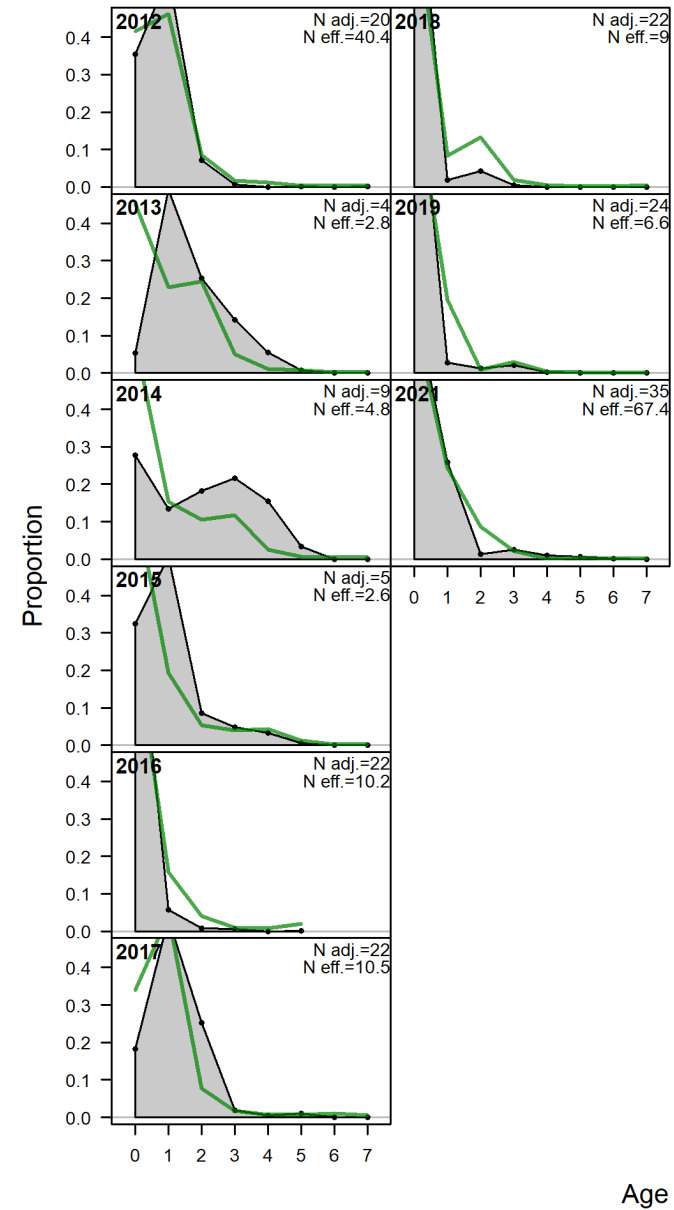 Proportion
2012
N adj.=20
N eff.=40.4
0.4
0.3
0.2
0.1
0.0
2013
N adj.=4
N eff.=2.8
0.4
0.3
0.2
0.1
0.0
2014
N adj.=9
N eff.=4.8
0.4
0.3
0.2
0.1
0.0
2015
N adj.=5
N eff.=2.6
0.4
0.3
0.2
0.1
0.0
2016
N adj.=22
N eff.=10.2
0.4
0.3
0.2
0.1
0.0
2017
N adj.=22
N eff.=10.5
0.4
0.3
0.2
0.1
0.0
0 1 2 3 4 5 6 7
2018
N adj.=22
N eff.=9
2019
N adj.=24
N eff.=6.6
2021
N adj.=35
N eff.=67.4
0 1 2 3 4 5 6 7
Age